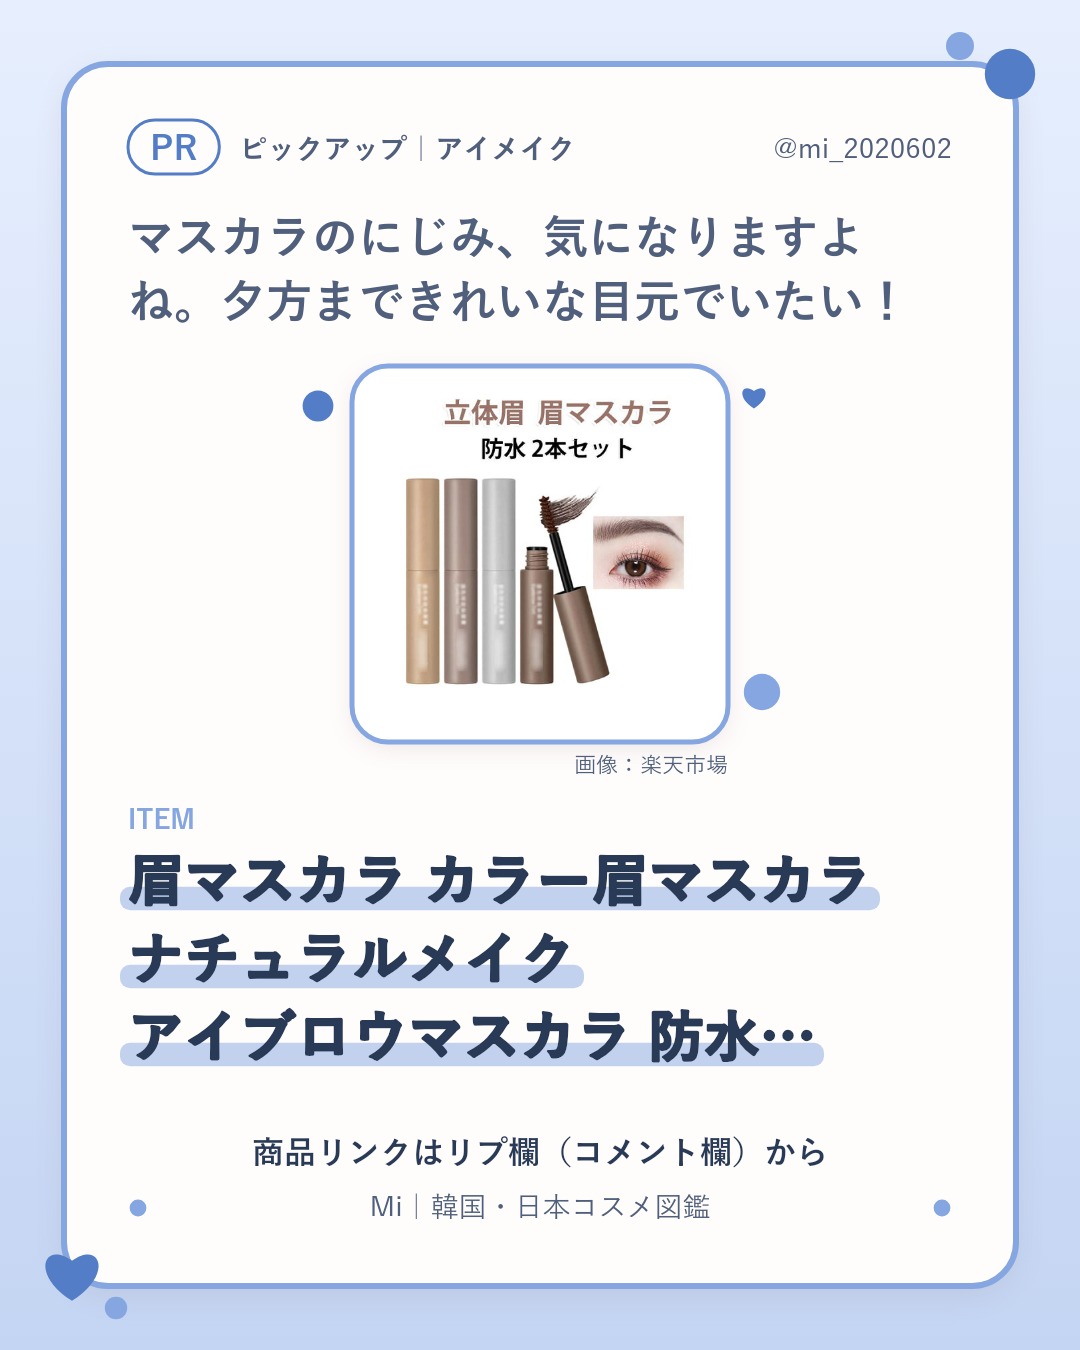 PR ピックアップ｜アイメイク @mi_2020602
マスカラのにじみ、気になりますよ
ね。夕方まできれいな目元でいたい！
立体眉 眉マスカラ
防水 2本セット
画像：楽天市場
ITEM
眉マスカラ カラー眉マスカラ
ナチュラルメイク
アイブロウマスカラ 防水…
商品リンクはリプ欄（コメント欄）から
Mi｜韓国・日本コスメ図鑑